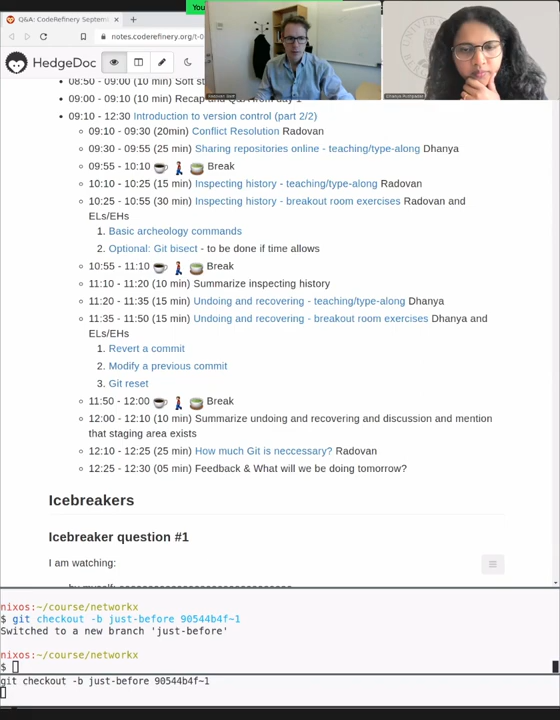 You
Q&A: CodeRefinery Septem
notes.coderefinery.org/t-0
HedgeDoc
08:50 - 09:00 (10 min) Soft st
09:00 - 09:10 (10 min) Recap and Q&A from day 1
09:10 - 12:30 Introduction to version control (part 2/2)
09:10 - 09:30 (20min) Conflict Resolution Radovan
09:30 - 09:55 (25 min) Sharing repositories online - teaching/type-along Dhanya
09:55 - 10:10 Break
10:10 - 10:25 (15 min) Inspecting history - teaching/type-along Radovan
10:25 - 10:55 (30 min) Inspecting history - breakout room exercises Radovan and
ELs/EHs
1. Basic archeology commands
2. Optional: Git bisect - to be done if time allows
10:55 - 11:10 Break
11:10 - 11:20 (10 min) Summarize inspecting history
11:20 - 11:35 (15 min) Undoing and recovering - teaching/type-along Dhanya
11:35 - 11:50 (15 min) Undoing and recovering - breakout room exercises Dhanya and
ELs/EHs
1. Revert a commit
2. Modify a previous commit
3. Git reset
11:50 - 12:00 Break
12:00 - 12:10 (10 min) Summarize undoing and recovering and discussion and mention
that staging area exists
12:10 - 12:25 (25 min) How much Git is neccessary? Radovan
12:25 - 12:30 (05 min) Feedback & What will we be doing tomorrow?
Icebreakers
Icebreaker question #1
I am watching:
nixos:~/course/networkx
$ git checkout -b just-before 90544b4f~1
Switched to a new branch 'just-before'
nixos:~/course/networkx
$
git checkout -b just-before 90544b4f~1